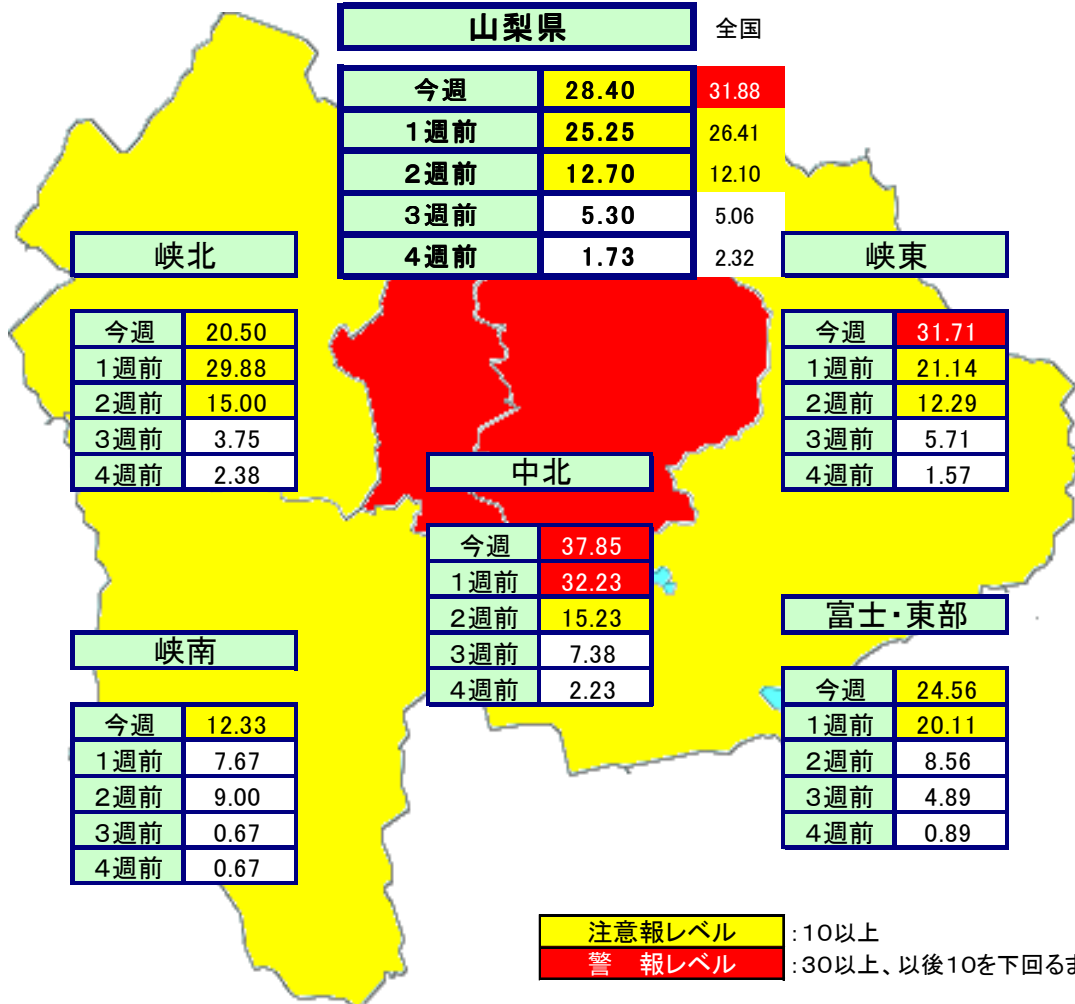 山梨県 全国
今週 28.40 31.88
1週前 25.25 26.41
2週前 12.70 12.10
3週前 5.30 5.06
4週前 1.73 2.32
峡北
今週 20.50
1週前 29.88
2週前 15.00
3週前 3.75
4週前 2.38
峡東
今週 31.71
1週前 21.14
2週前 12.29
3週前 5.71
4週前 1.57
中北
今週 37.85
1週前 32.23
2週前 15.23
3週前 7.38
4週前 2.23
峡南
今週 12.33
1週前 7.67
2週前 9.00
3週前 0.67
4週前 0.67
富士・東部
今週 24.56
1週前 20.11
2週前 8.56
3週前 4.89
4週前 0.89
注意報レベル :10以上
警 報レベル :30以上、以後10を下回るま